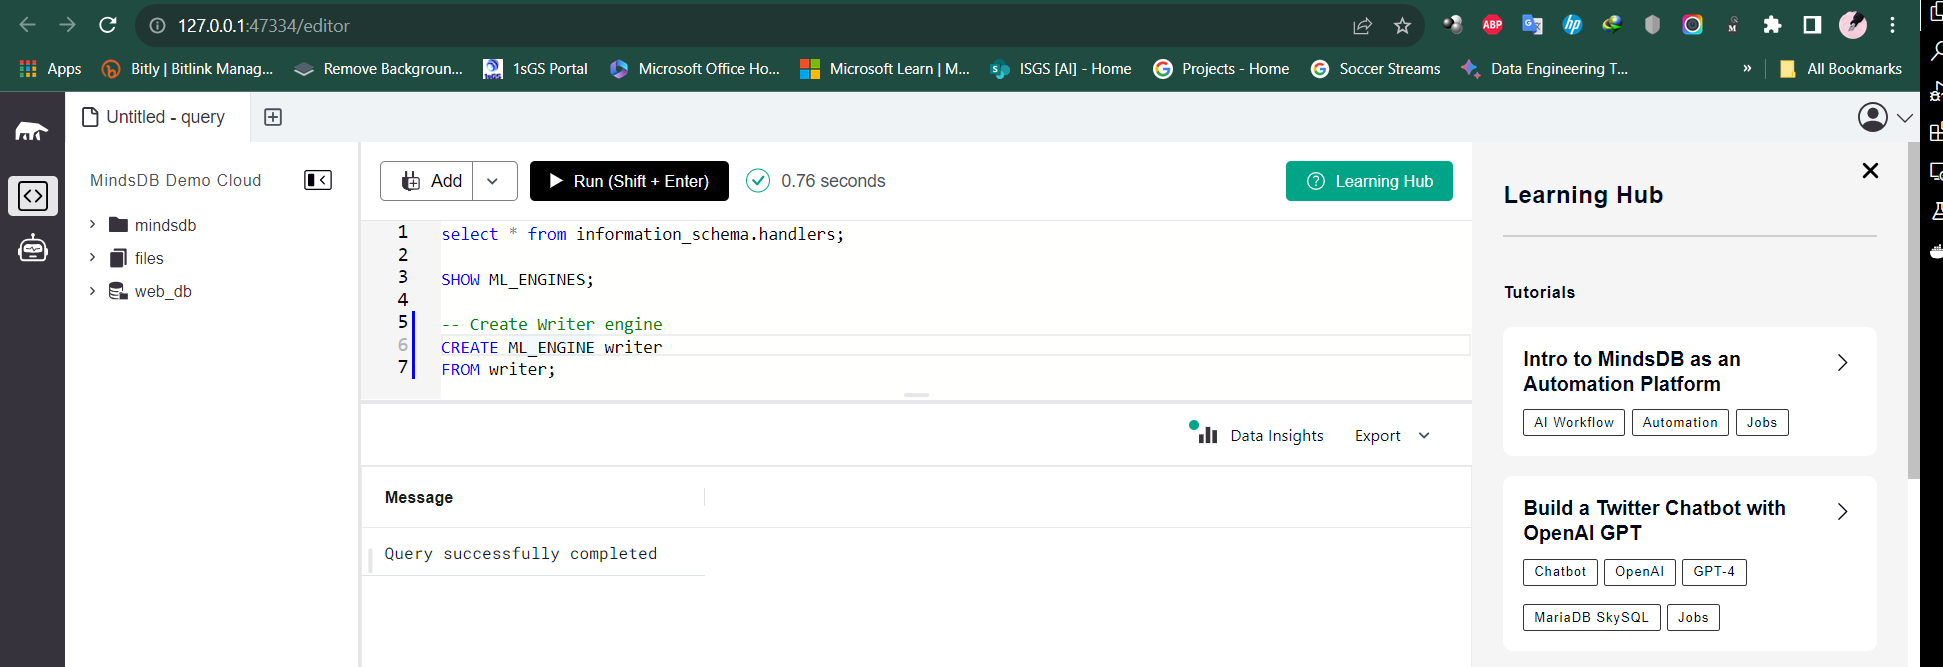 127.0.0.1:47334/editor
ABP
hp
M
Apps
Bitly | Bitlink Manag...
Remove Backgroun...
1sGS Portal
Microsoft Office Ho...
Microsoft Learn | M...
ISGS [AI] - Home
Projects - Home
Soccer Streams
Data Engineering T...
»
All Bookmarks
Untitled - query
MindsDB Demo Cloud
mindsdb
files
web_db
Add
Run (Shift + Enter)
0.76 seconds
Learning Hub
1 select * from information_schema.handlers;
2
3 SHOW ML_ENGINES;
4
5 -- Create Writer engine
6 CREATE ML_ENGINE writer
7 FROM writer;
Data Insights
Export
Message
Query successfully completed
Learning Hub
Tutorials
Intro to MindsDB as an
Automation Platform
AI Workflow
Automation
Jobs
Build a Twitter Chatbot with
OpenAI GPT
Chatbot
OpenAI
GPT-4
MariaDB SkySQL
Jobs